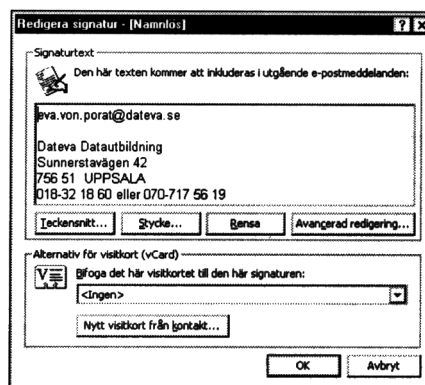 Redigera signatur - [Namnlös]
Signaturtext
Den här texten kommer att inkluderas i utgående e-postmeddelanden:
eva.von.porat@dateva.se
Dateva Datautbildning
Sunnerstavägen 42
756 51 UPPSALA
018-32 18 60 eller 070-717 56 19
Teckensnitt... Stycke... Rensa Avancerad redigering...
Alternativ för visitkort (vCard)
Bifoga det här visitkortet till den här signaturen:
<Ingen>
Nytt visitkort från kontakt...
OK Avbryt